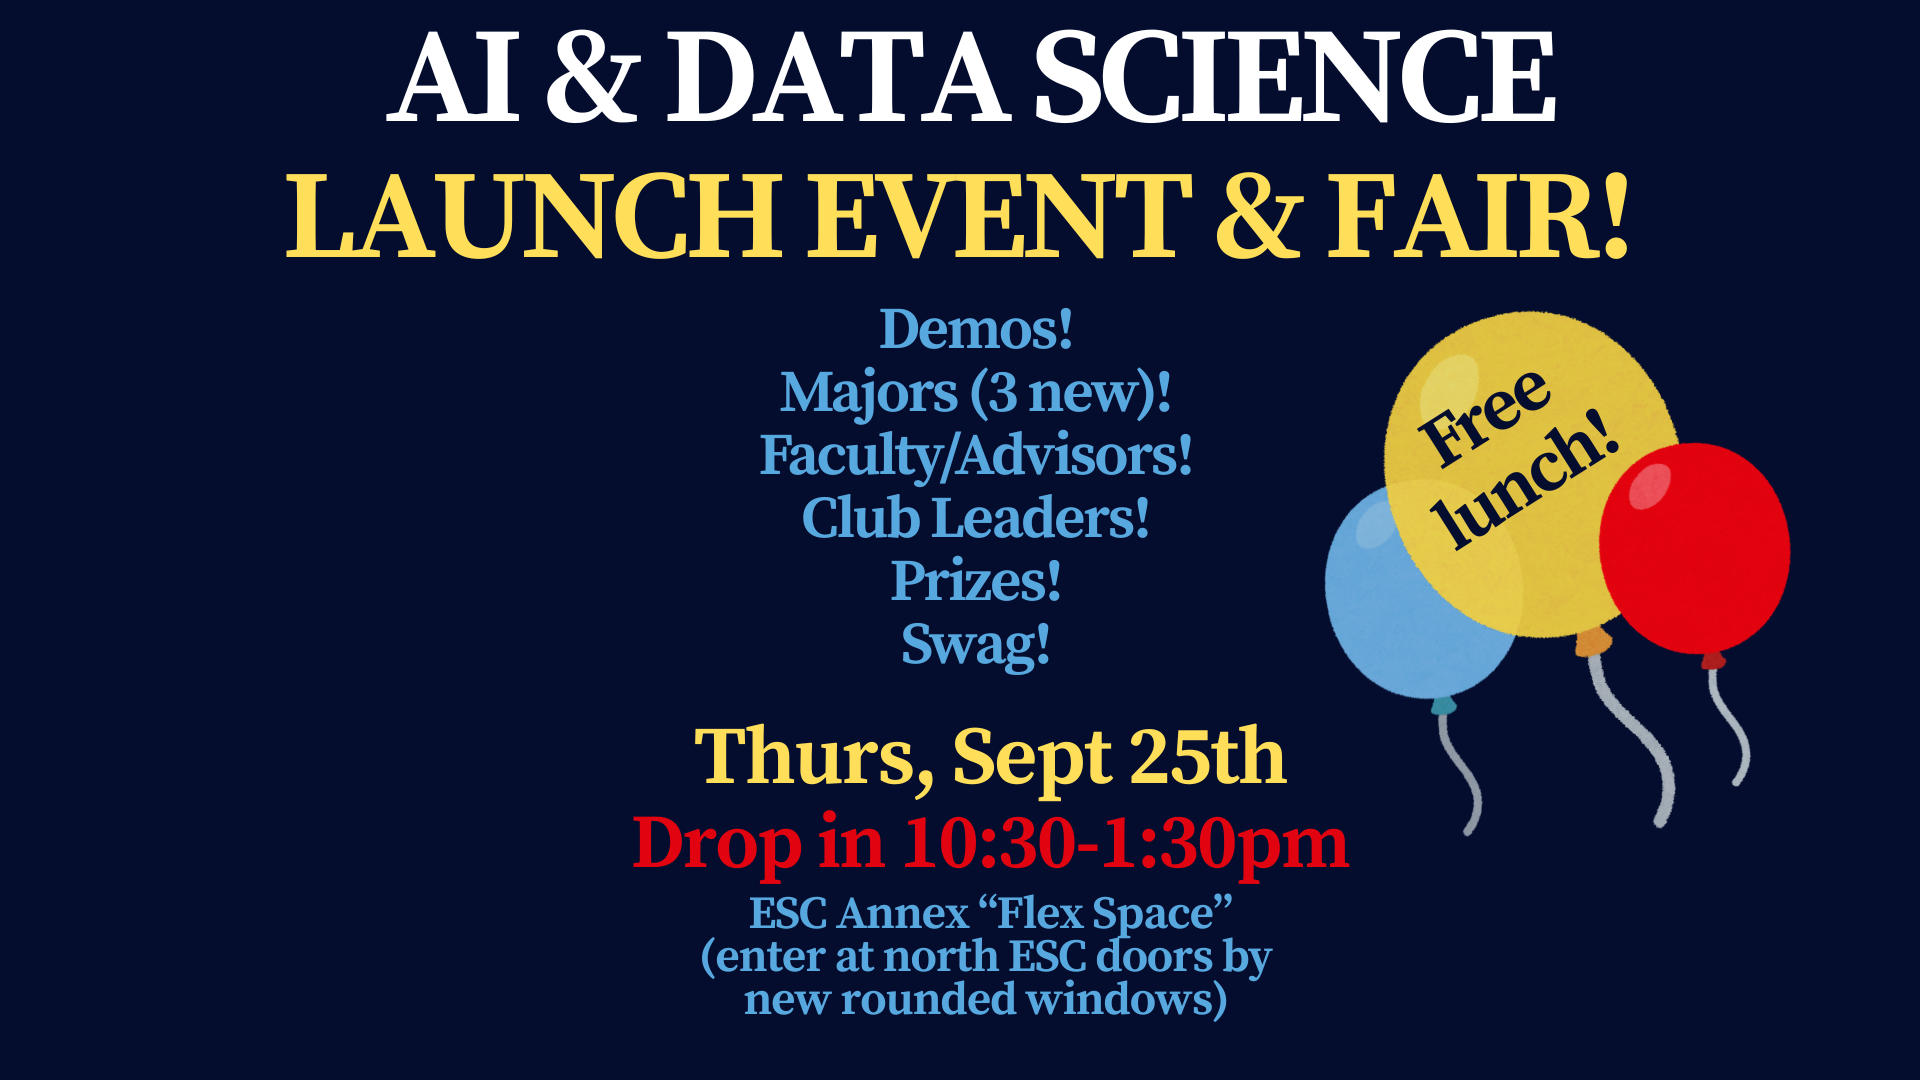 AI & DATA SCIENCE
LAUNCH EVENT & FAIR!
Demos!
Majors (3 new)!
Faculty/Advisors!
Club Leaders!
Prizes!
Swag!
Free
lunch!
Thurs, Sept 25th
Drop in 10:30-1:30pm
ESC Annex “Flex Space”
(enter at north ESC doors by
new rounded windows)